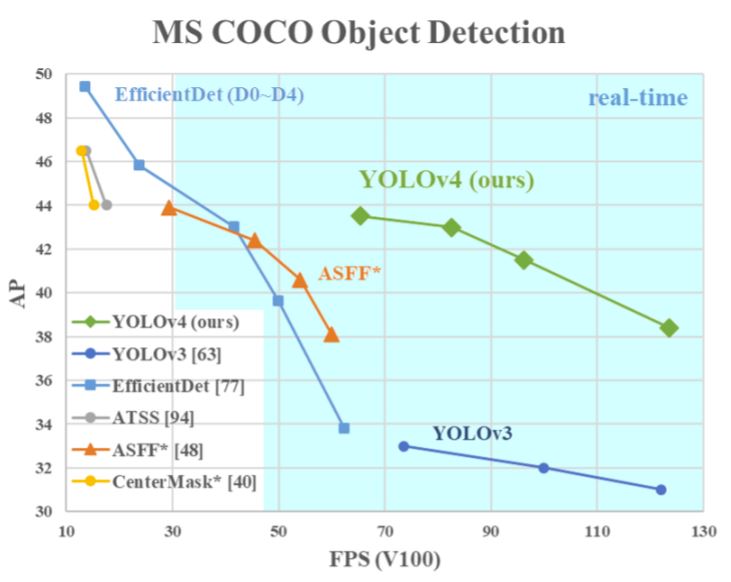 MS COCO Object Detection
50
48
46
44
42
40
38
36
34
32
30
AP
EfficientDet (D0~D4)
real-time
YOLOv4 (ours)
ASFF*
YOLOv3
YOLOv4 (ours)
YOLOv3 [63]
EfficientDet [77]
ATSS [94]
ASFF* [48]
CenterMask* [40]
10 30 50 70 90 110 130
FPS (V100)